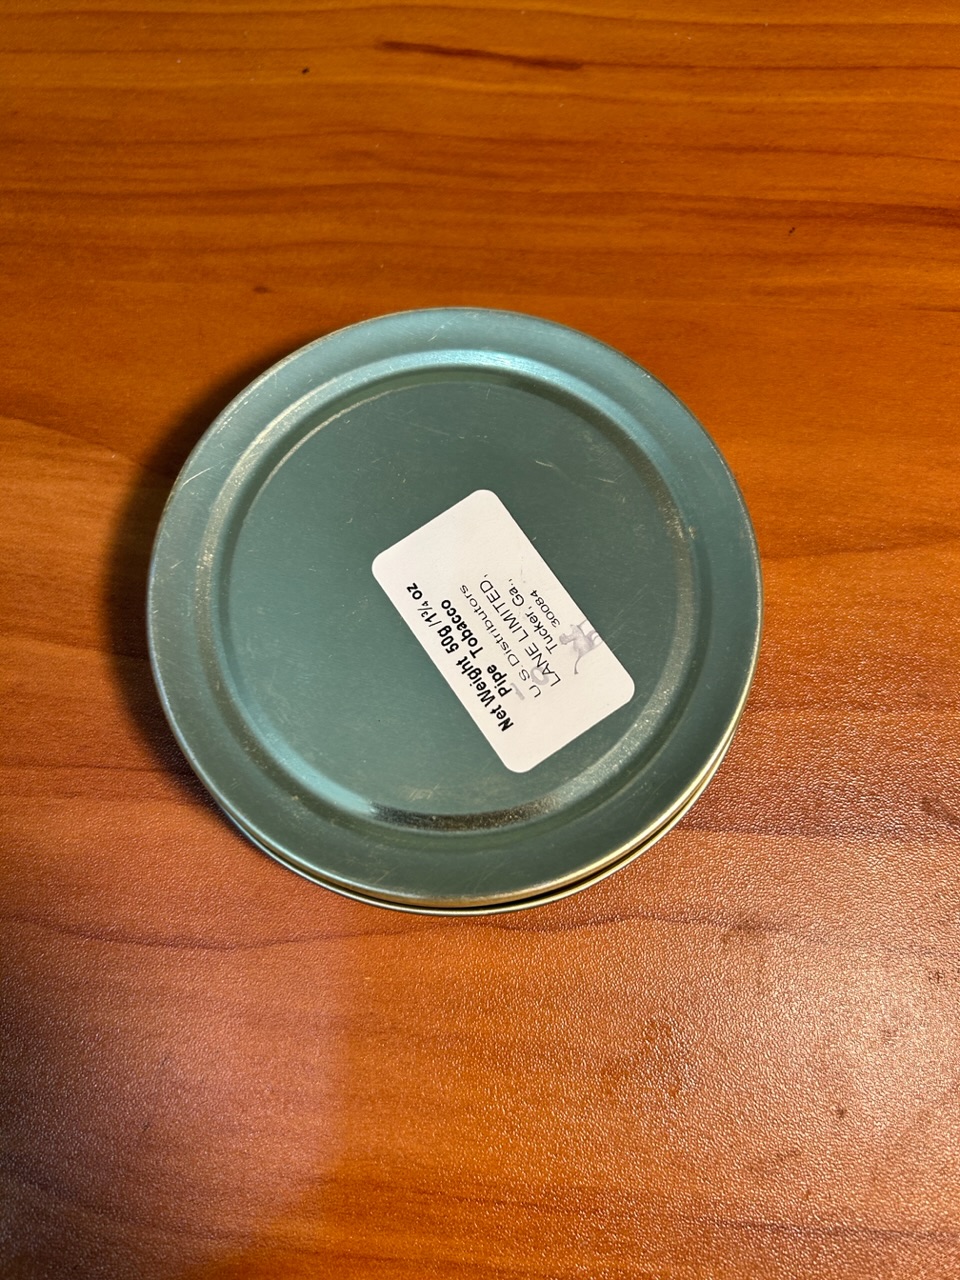 Net Weight 50g/1¾ oz
Pipe Tobacco
U.S. Distributors
LANE LIMITED,
Tucker, Ga.,
30084